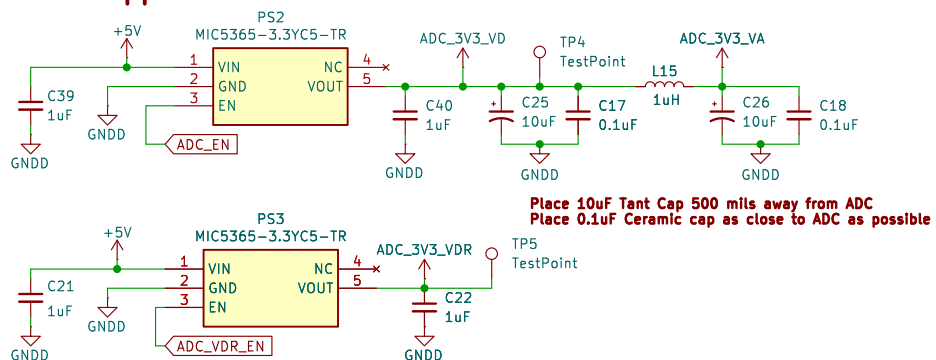 PS2
MIC5365-3.3YC5-TR
+5V
1 VIN NC 4
2 GND VOUT 5
3 EN
C39
1uF
GNDD
GNDD
ADC_EN
C40
1uF
GNDD
ADC_3V3_VD
+ C25
10uF
TP4
TestPoint
C17
0.1uF
GNDD
L15
1uH
ADC_3V3_VA
+ C26
10uF
C18
0.1uF
GNDD
Place 10uF Tant Cap 500 mils away from ADC
Place 0.1uF Ceramic cap as close to ADC as possible
PS3
MIC5365-3.3YC5-TR
+5V
1 VIN NC 4
2 GND VOUT 5
3 EN
C21
1uF
GNDD
GNDD
ADC_VDR_EN
ADC_3V3_VDR
C22
1uF
GNDD
TP5
TestPoint